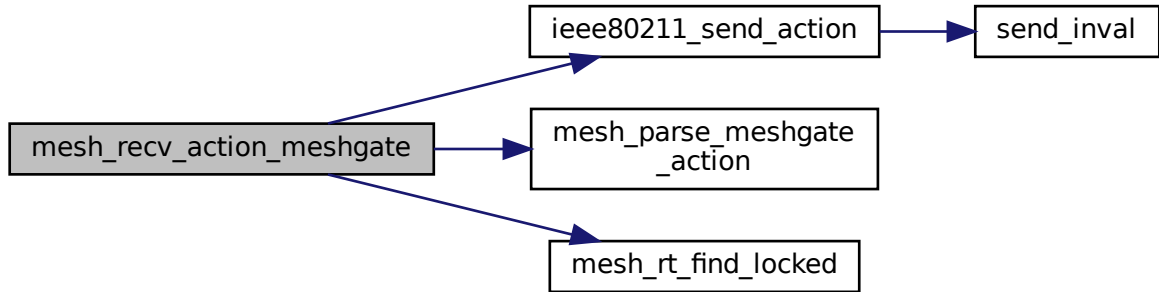 ieee80211_send_action
send_inval
mesh_recv_action_meshgate
mesh_parse_meshgate
_action
mesh_rt_find_locked